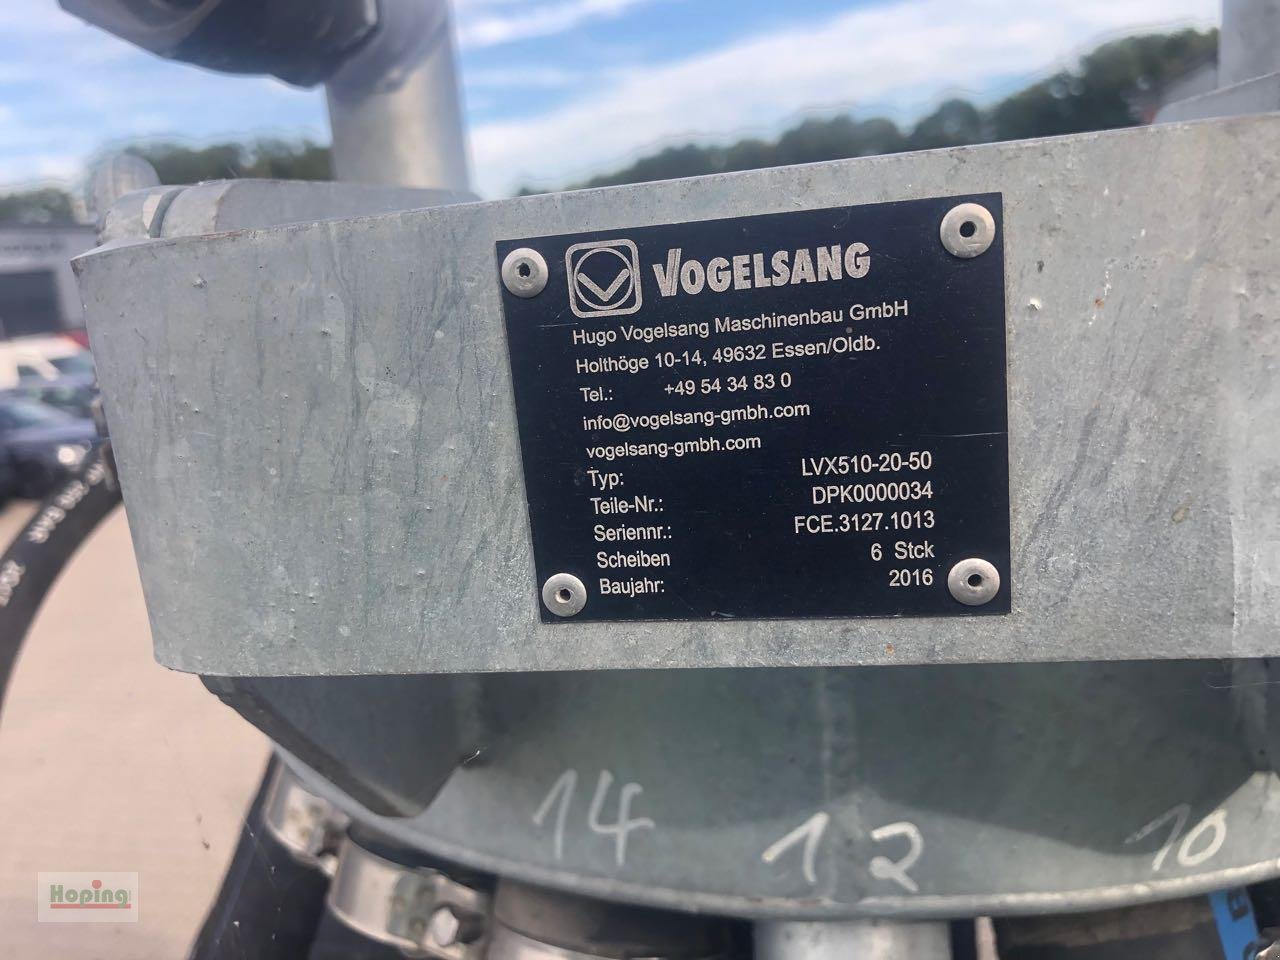 VOGELSANG
Hugo Vogelsang Maschinenbau GmbH
Holthöge 10-14, 49632 Essen/Oldb.
Tel.: +49 54 34 83 0
info@vogelsang-gmbh.com
vogelsang-gmbh.com
Typ: LVX510-20-50
Teile-Nr.: DPK0000034
Seriennr.: FCE.3127.1013
Scheiben 6 Stck
Baujahr: 2016
14 12 10
Hoping